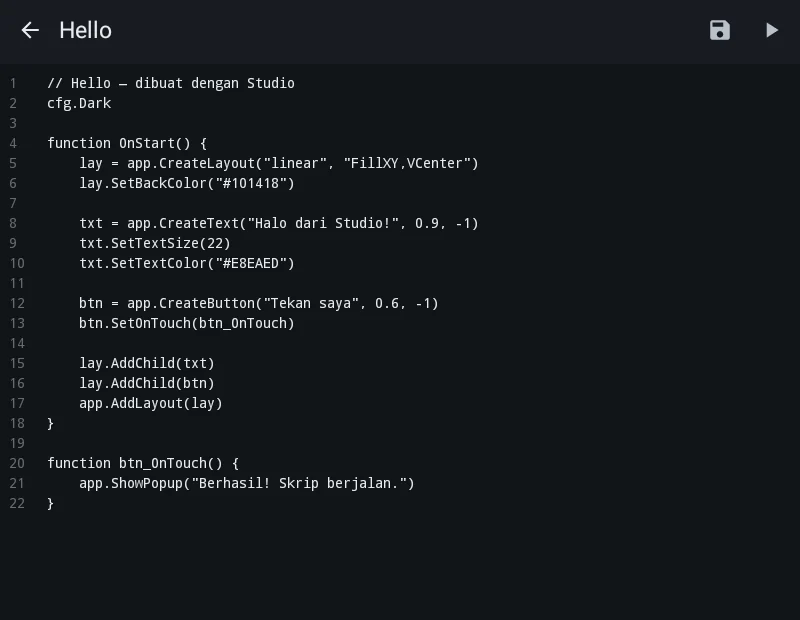 Hello
1 // Hello — dibuat dengan Studio
2 cfg.Dark
3
4 function OnStart() {
5     lay = app.CreateLayout("linear", "FillXY,VCenter")
6     lay.SetBackColor("#101418")
7
8     txt = app.CreateText("Halo dari Studio!", 0.9, -1)
9     txt.SetTextSize(22)
10     txt.SetTextColor("#E8EAED")
11
12     btn = app.CreateButton("Tekan saya", 0.6, -1)
13     btn.SetOnTouch(btn_OnTouch)
14
15     lay.AddChild(txt)
16     lay.AddChild(btn)
17     app.AddLayout(lay)
18 }
19
20 function btn_OnTouch() {
21     app.ShowPopup("Berhasil! Skrip berjalan.")
22 }